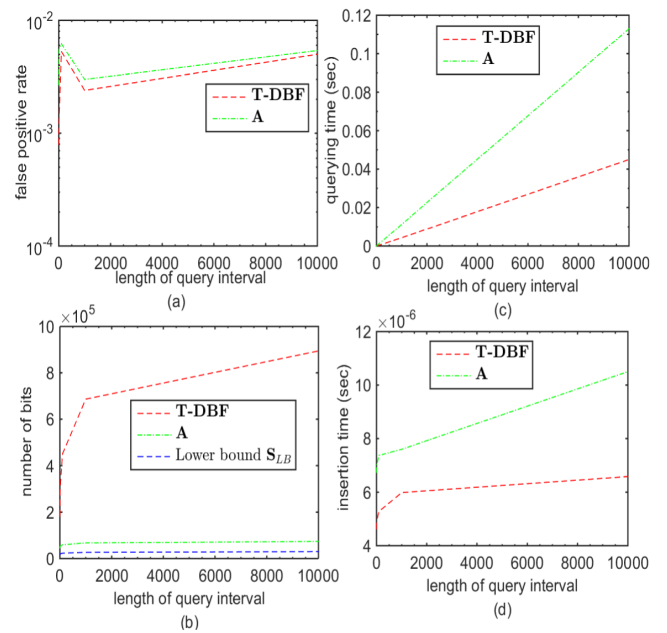 10^-2
10^-3
10^-4
false positive rate
T-DBF
A
0 2000 4000 6000 8000 10000
length of query interval
(a)
0.12
0.1
0.08
0.06
0.04
0.02
0
querying time (sec)
T-DBF
A
0 2000 4000 6000 8000 10000
length of query interval
(c)
×10^5
10
8
6
4
2
0
number of bits
T-DBF
A
Lower bound S_LB
0 2000 4000 6000 8000 10000
length of query interval
(b)
×10^-6
12
10
8
6
4
insertion time (sec)
T-DBF
A
0 2000 4000 6000 8000 10000
length of query interval
(d)